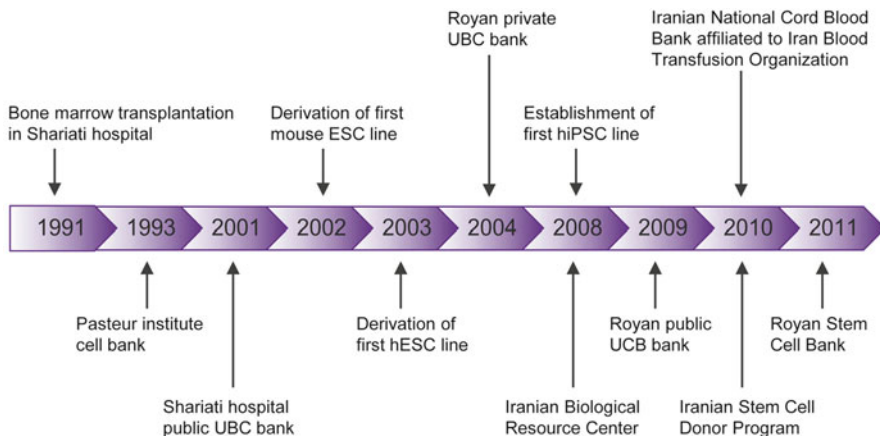 Royan private
UBC bank
Iranian National Cord Blood
Bank affiliated to Iran Blood
Transfusion Organization
Bone marrow transplantation
in Shariati hospital
Derivation of first
mouse ESC line
Establishment of
first hiPSC line
1991
1993
2001
2002
2003
2004
2008
2009
2010
2011
Pasteur institute
cell bank
Derivation of
first hESC line
Royan public
UCB bank
Royan Stem
Cell Bank
Shariati hospital
public UBC bank
Iranian Biological
Resource Center
Iranian Stem Cell
Donor Program